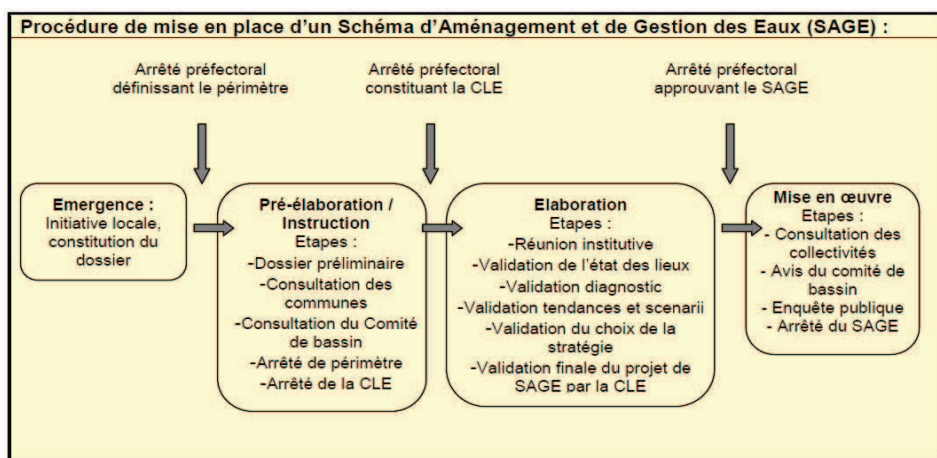 Procédure de mise en place d'un Schéma d'Aménagement et de Gestion des Eaux (SAGE) :
Arrêté préfectoral
définissant le périmètre
Arrêté préfectoral
constituant la CLE
Arrêté préfectoral
approuvant le SAGE
Emergence :
Initiative locale,
constitution du
dossier
Pré-élaboration /
Instruction
Etapes :
-Dossier préliminaire
-Consultation des
communes
-Consultation du Comité
de bassin
-Arrêté de périmètre
-Arrêté de la CLE
Elaboration
Etapes :
-Réunion institutive
-Validation de l'état des lieux
-Validation diagnostic
-Validation tendances et scenarii
-Validation du choix de la
stratégie
-Validation finale du projet de
SAGE par la CLE
Mise en œuvre
Etapes :
- Consultation des
collectivités
- Avis du comité de
bassin
- Enquête publique
- Arrêté du SAGE